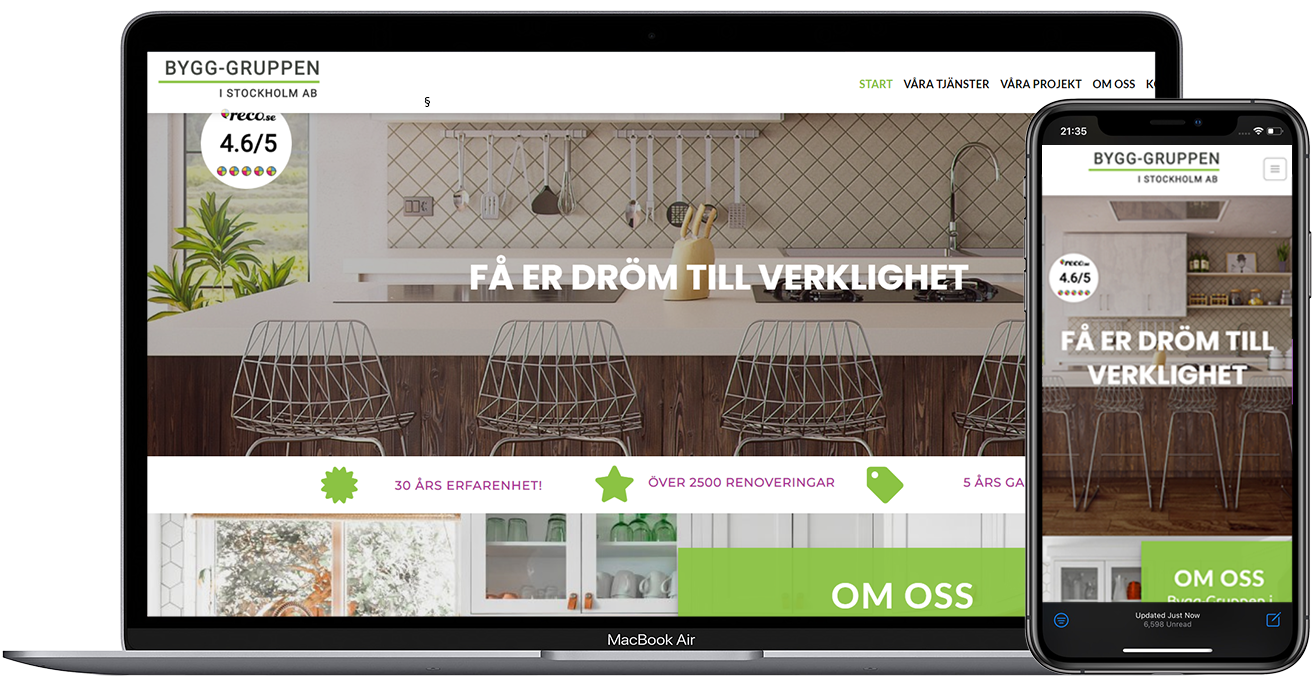 BYGG-GRUPPEN
I STOCKHOLM AB
§
START VÅRA TJÄNSTER VÅRA PROJEKT OM OSS
reco.se
4.6/5
FÅ ER DRÖM TILL VERKLIGHET
30 ÅRS ERFARENHET!
ÖVER 2500 RENOVERINGAR
5 ÅRS GA
OM OSS
MacBook Air
21:35
BYGG-GRUPPEN
I STOCKHOLM AB
reco.se
4.6/5
FÅ ER DRÖM TILL
VERKLIGHET
OM OSS
Bygg-Gruppen i
Updated Just Now
6,598 Unread